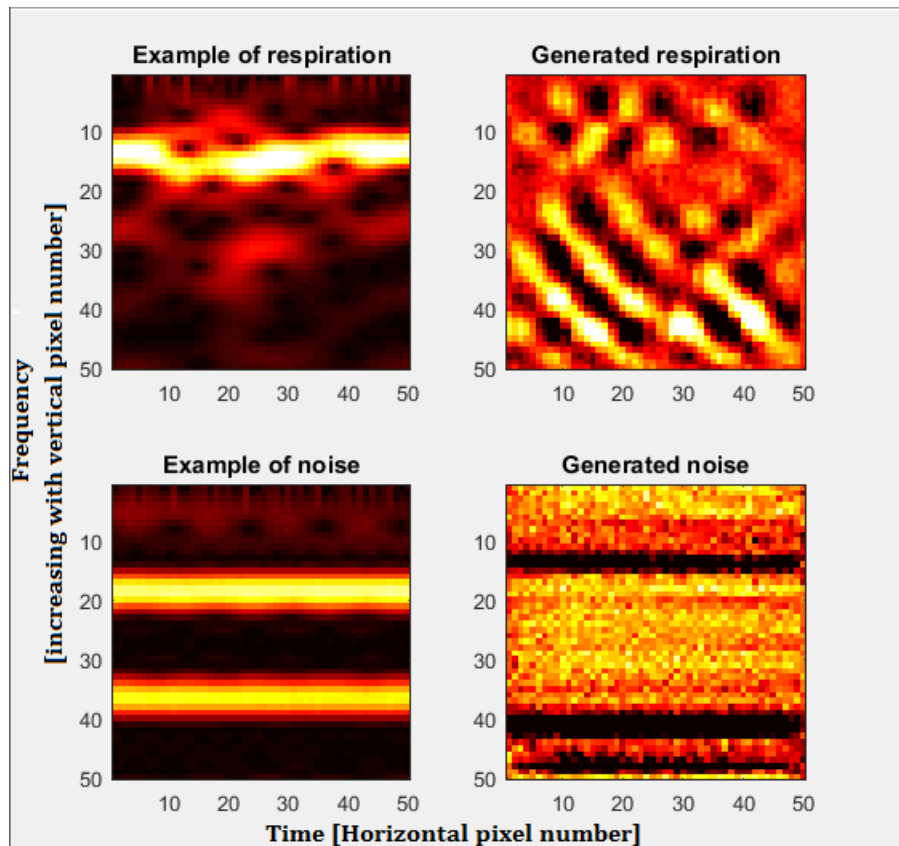 Example of respiration
Generated respiration
10
20
30
40
50
10 20 30 40 50
10
20
30
40
50
10 20 30 40 50
Frequency
[increasing with vertical pixel number]
Example of noise
Generated noise
10
20
30
40
50
10 20 30 40 50
10
20
30
40
50
10 20 30 40 50
Time [Horizontal pixel number]